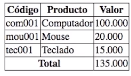 Código Producto Valor
com001 Computador 100.000
mou001 Mouse 20.000
tec001 Teclado 15.000
Total 135.000